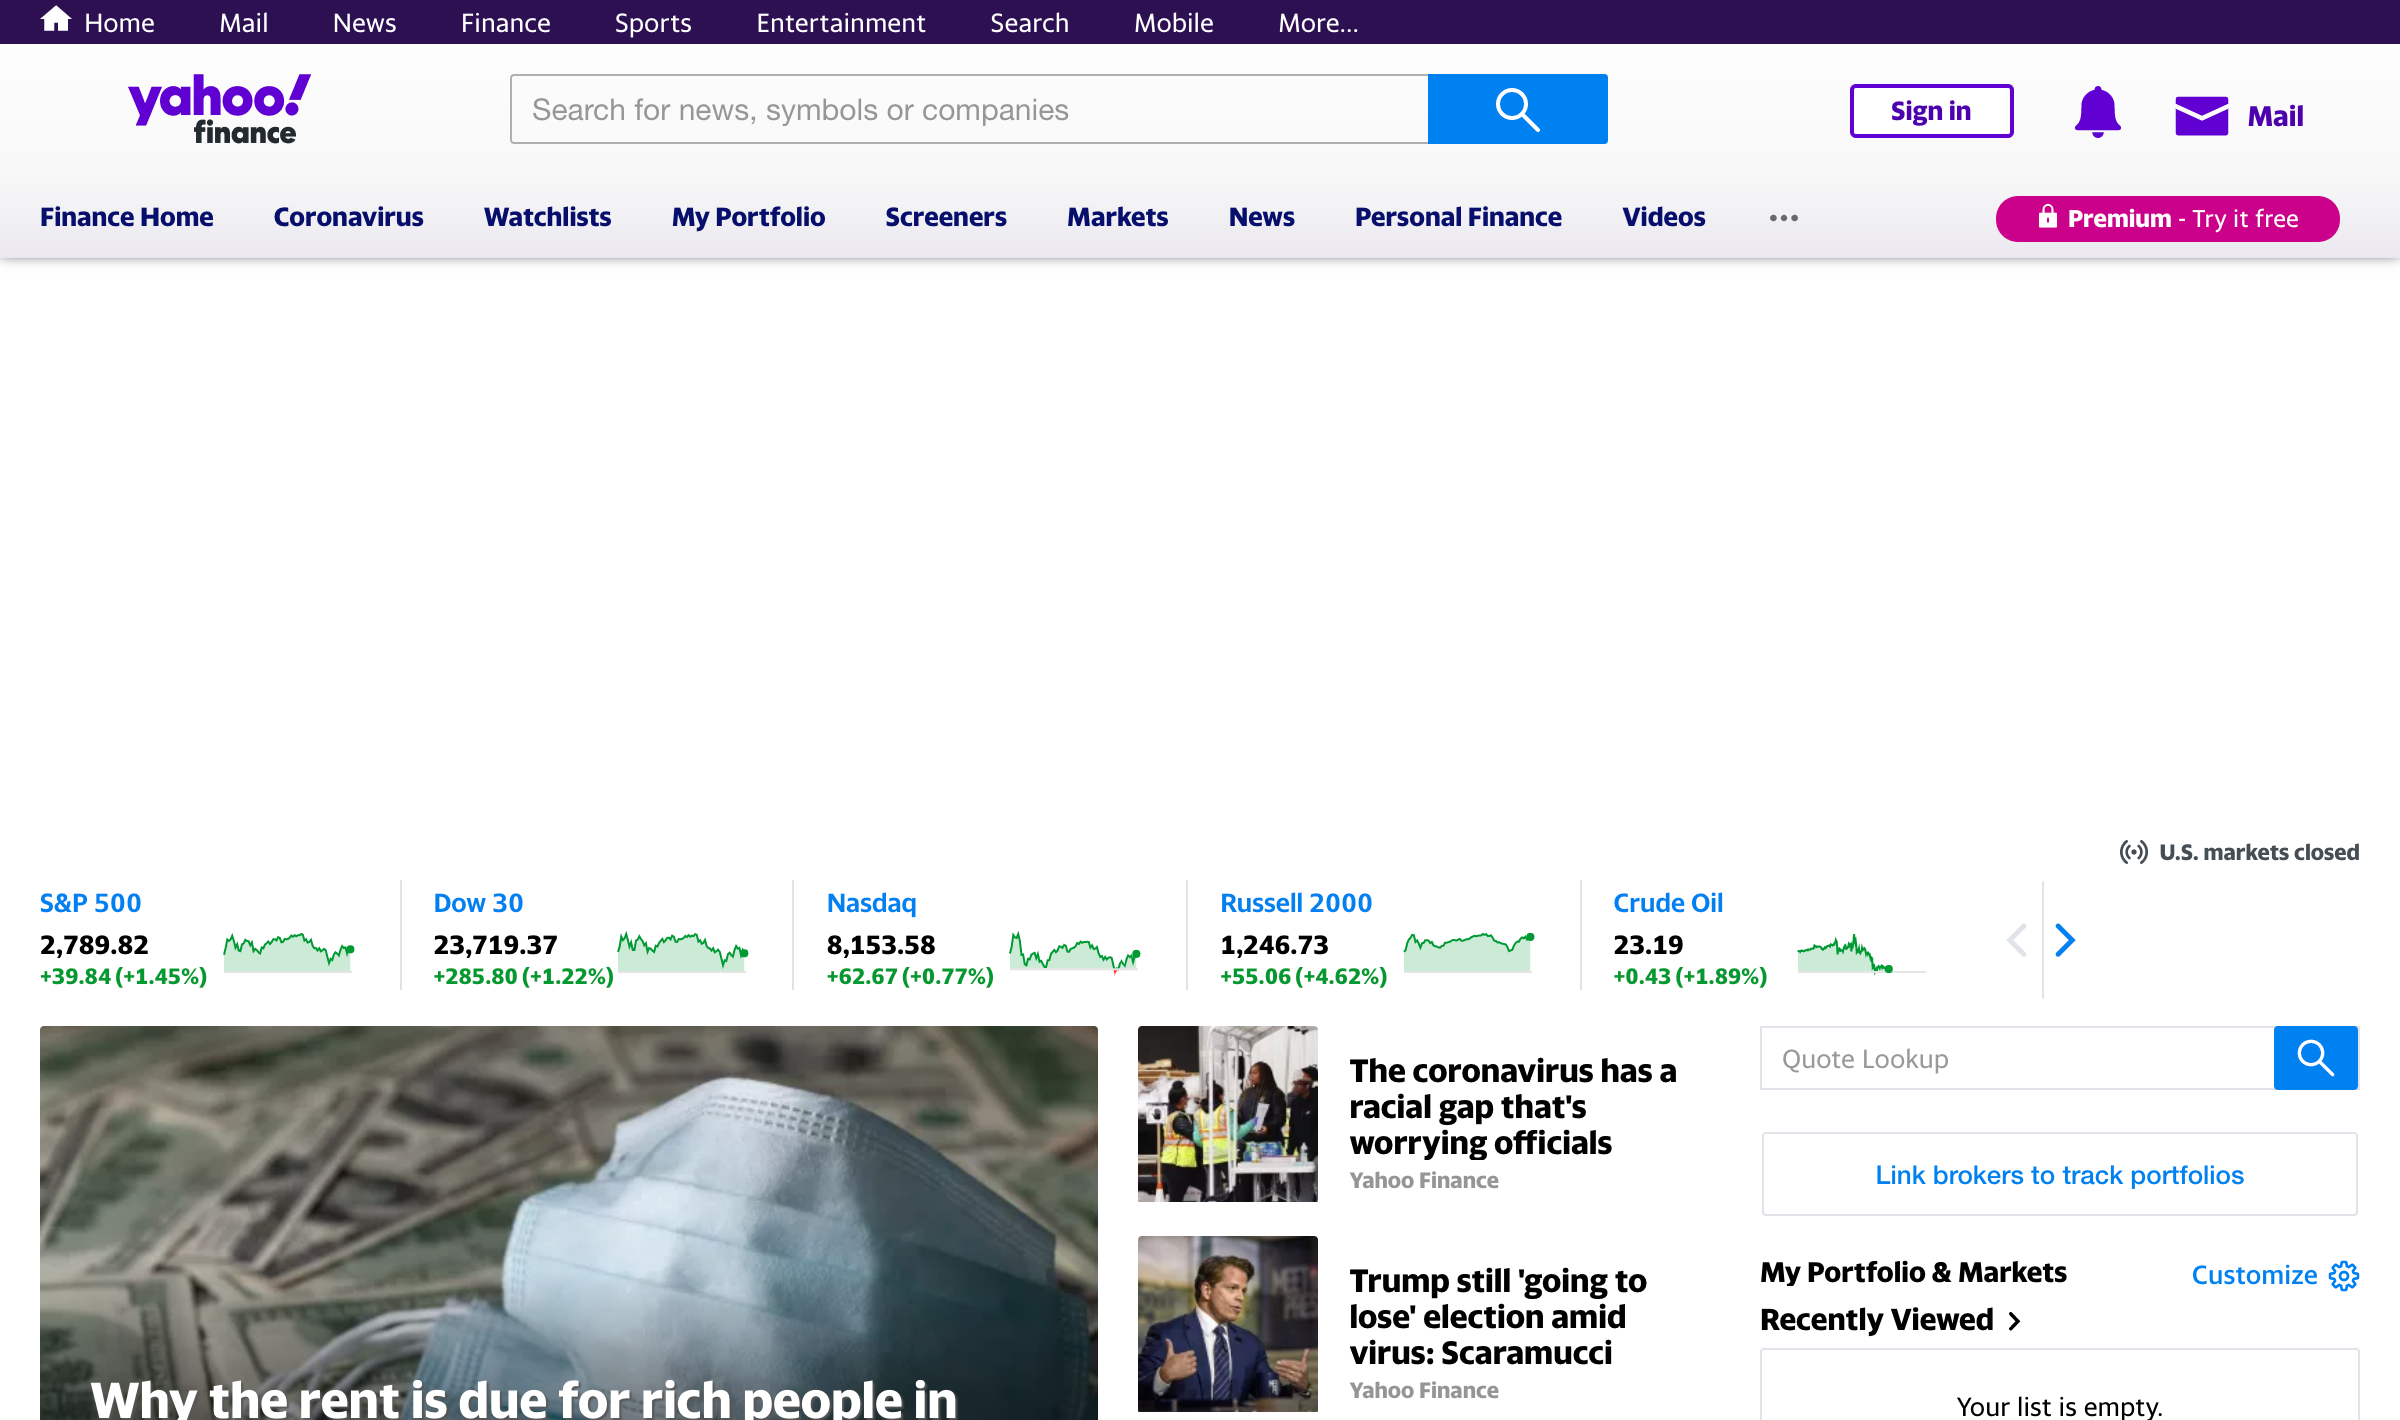 Home Mail News Finance Sports Entertainment Search Mobile More...
yahoo!
finance
Search for news, symbols or companies
Sign in
Mail
Finance Home Coronavirus Watchlists My Portfolio Screeners Markets News Personal Finance Videos
Premium - Try it free
U.S. markets closed
S&P 500
2,789.82
+39.84 (+1.45%)
Dow 30
23,719.37
+285.80 (+1.22%)
Nasdaq
8,153.58
+62.67 (+0.77%)
Russell 2000
1,246.73
+55.06 (+4.62%)
Crude Oil
23.19
+0.43 (+1.89%)
Why the rent is due for rich people in
The coronavirus has a
racial gap that's
worrying officials
Yahoo Finance
Trump still 'going to
lose' election amid
virus: Scaramucci
Yahoo Finance
Quote Lookup
Link brokers to track portfolios
My Portfolio & Markets
Customize
Recently Viewed
Your list is empty.